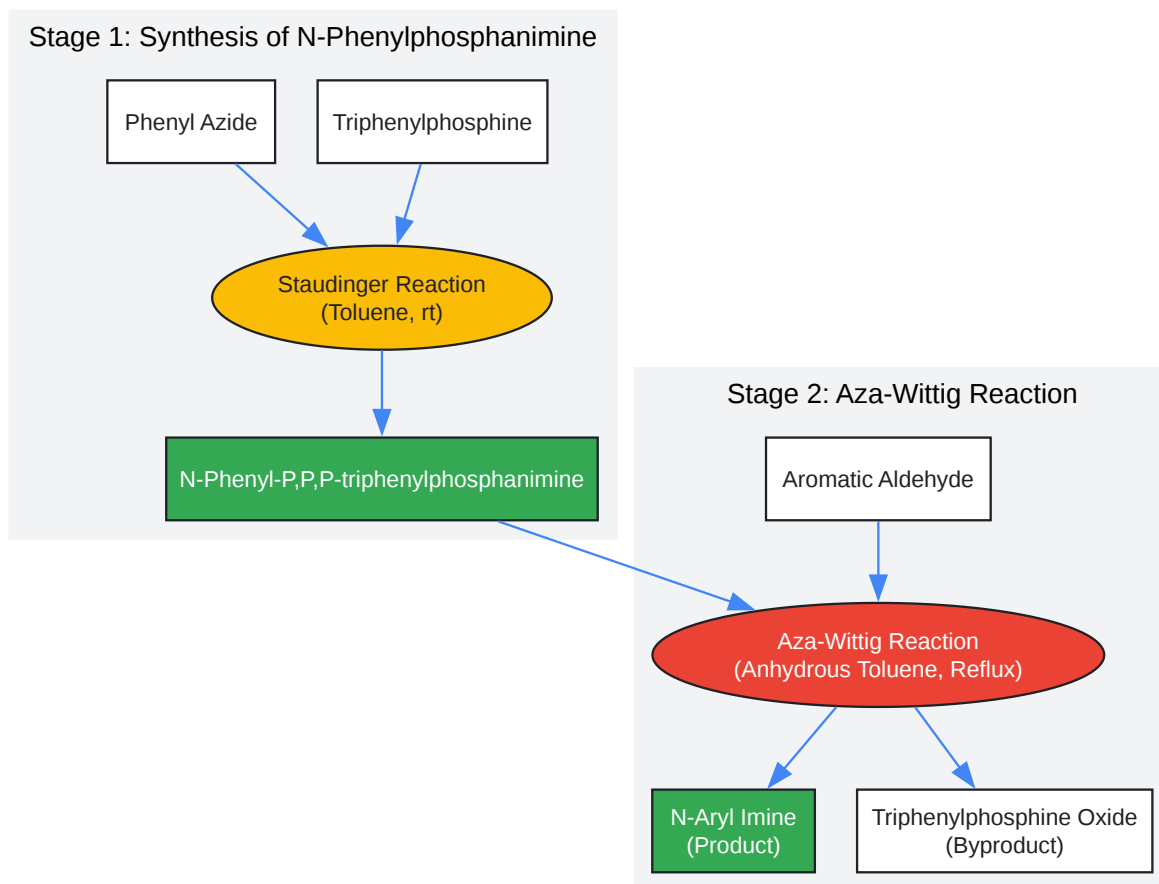 Stage 1: Synthesis of N-Phenylphosphanimine
Phenyl Azide
Triphenylphosphine
Staudinger Reaction
(Toluene, rt)
N-Phenyl-P,P,P-triphenylphosphanimine
Stage 2: Aza-Wittig Reaction
Aromatic Aldehyde
Aza-Wittig Reaction
(Anhydrous Toluene, Reflux)
N-Aryl Imine
(Product)
Triphenylphosphine Oxide
(Byproduct)